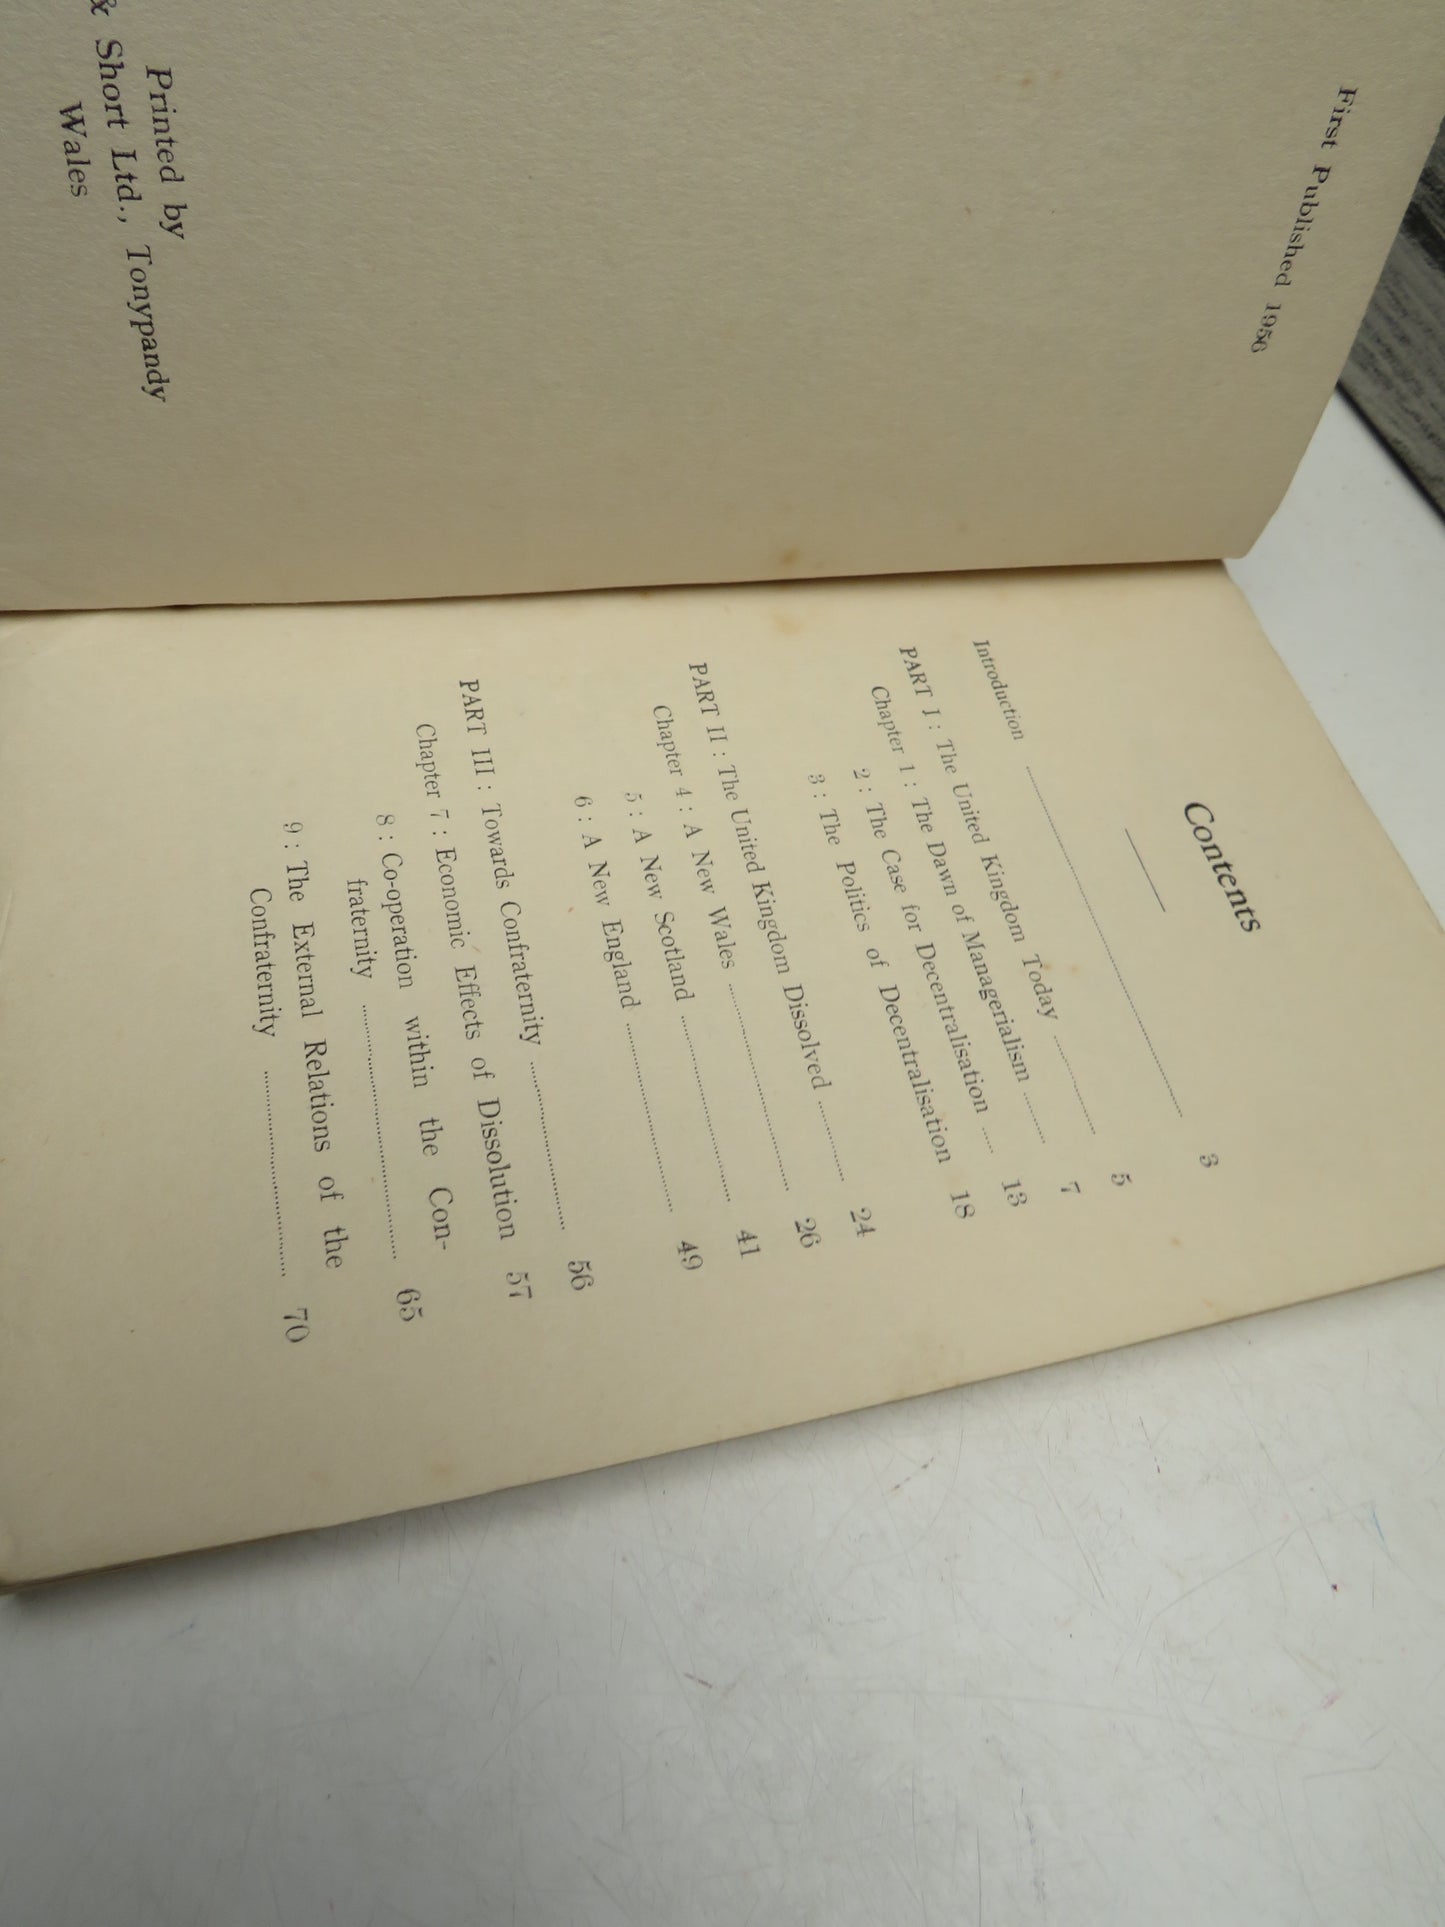 First Published 1956
Printed by
& Short Ltd., Tonypandy
Wales
Contents
Introduction .......... 3
PART I : The United Kingdom Today .......... 5
Chapter 1 : The Dawn of Managerialism .......... 7
2 : The Case for Decentralisation ..... 13
3 : The Politics of Decentralisation 18
PART II : The United Kingdom Dissolved .......... 24
Chapter 4 : A New Wales .......... 26
5 : A New Scotland .......... 41
6 : A New England .......... 49
PART III : Towards Confraternity .......... 56
Chapter 7 : Economic Effects of Dissolution 57
8 : Co-operation within the Con-
fraternity .......... 65
9 : The External Relations of the
Confraternity .......... 70